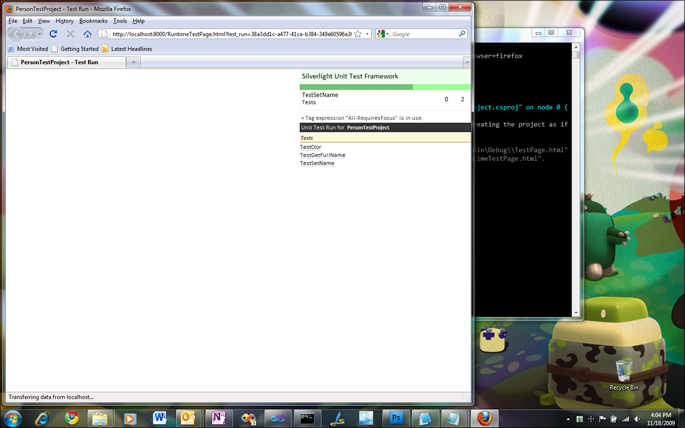 PersonTestProject - Test Run - Mozilla Firefox
File Edit View History Bookmarks Tools Help
http://localhost:8000/RuntimeTestPage.html?test_run=38a3dd1c-a477-41ca-b384-349e60596e3
Google
Most Visited Getting Started Latest Headlines
PersonTestProject - Test Run
Silverlight Unit Test Framework
TestSetName
Tests
0 2
+ Tag expression "All-RequiresFocus" is in use.
Unit Test Run for PersonTestProject
Tests
TestCtor
TestGetFullName
TestSetName
Transferring data from localhost...
owser=firefox
ject.csproj" on node 0 (
reating the project as if
in\Debug\\TestPage.html"
timeTestPage.html".
Recycle Bin
4:04 PM
11/18/2009